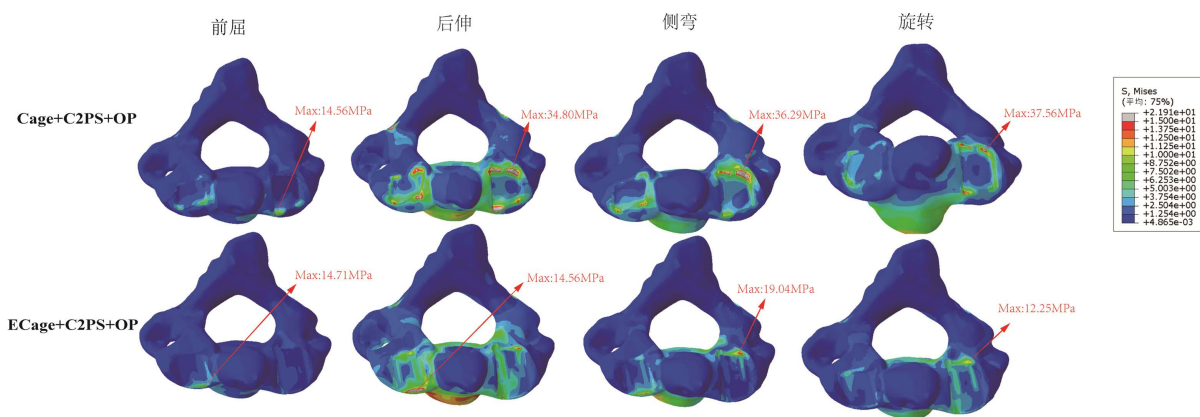 前屈
后伸
侧弯
旋转
Cage+C2PS+OP
Max:14.56MPa
Max:34.80MPa
Max:36.29MPa
Max:37.56MPa
S, Mises
(平均: 75%)
+2.191e+01
+1.500e+01
+1.375e+01
+1.250e+01
+1.125e+01
+1.000e+01
+8.752e+00
+7.502e+00
+6.253e+00
+5.003e+00
+3.754e+00
+2.504e+00
+1.254e+00
+4.865e-03
ECage+C2PS+OP
Max:14.71MPa
Max:14.56MPa
Max:19.04MPa
Max:12.25MPa